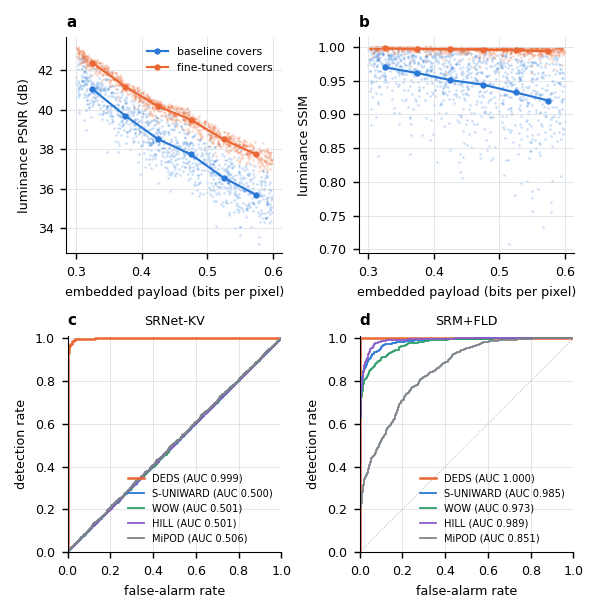 a
b
baseline covers
fine-tuned covers
luminance PSNR (dB)
42
40
38
36
34
0.3 0.4 0.5 0.6
embedded payload (bits per pixel)
luminance SSIM
1.00
0.95
0.90
0.85
0.80
0.75
0.70
0.3 0.4 0.5 0.6
embedded payload (bits per pixel)
c
SRNet-KV
detection rate
1.0
0.8
0.6
0.4
0.2
0.0
DEDS (AUC 0.999)
S-UNIWARD (AUC 0.500)
WOW (AUC 0.501)
HILL (AUC 0.501)
MiPOD (AUC 0.506)
0.0 0.2 0.4 0.6 0.8 1.0
false-alarm rate
d
SRM+FLD
detection rate
1.0
0.8
0.6
0.4
0.2
0.0
DEDS (AUC 1.000)
S-UNIWARD (AUC 0.985)
WOW (AUC 0.973)
HILL (AUC 0.989)
MiPOD (AUC 0.851)
0.0 0.2 0.4 0.6 0.8 1.0
false-alarm rate